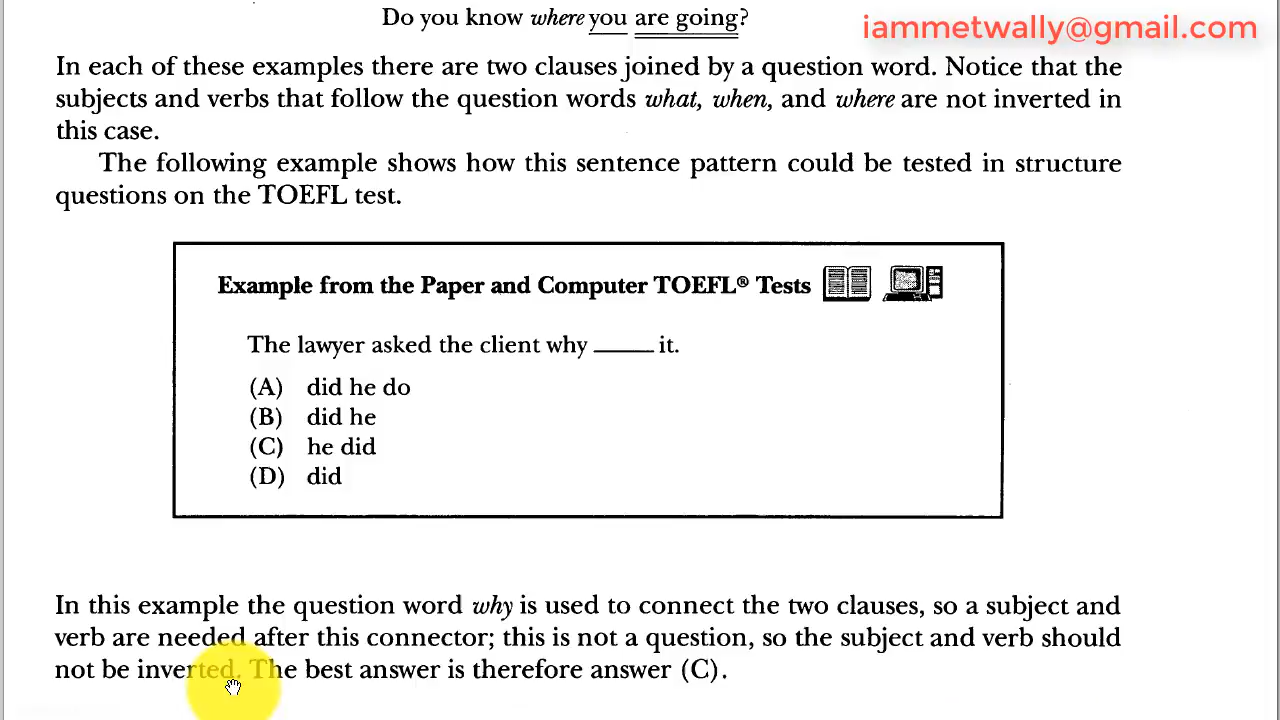 Do you know where you are going?
iammetwally@gmail.com
In each of these examples there are two clauses joined by a question word. Notice that the
subjects and verbs that follow the question words what, when, and where are not inverted in
this case.
The following example shows how this sentence pattern could be tested in structure
questions on the TOEFL test.
Example from the Paper and Computer TOEFL® Tests
The lawyer asked the client why _____ it.
(A) did he do
(B) did he
(C) he did
(D) did
In this example the question word why is used to connect the two clauses, so a subject and
verb are needed after this connector; this is not a question, so the subject and verb should
not be inverted. The best answer is therefore answer (C).